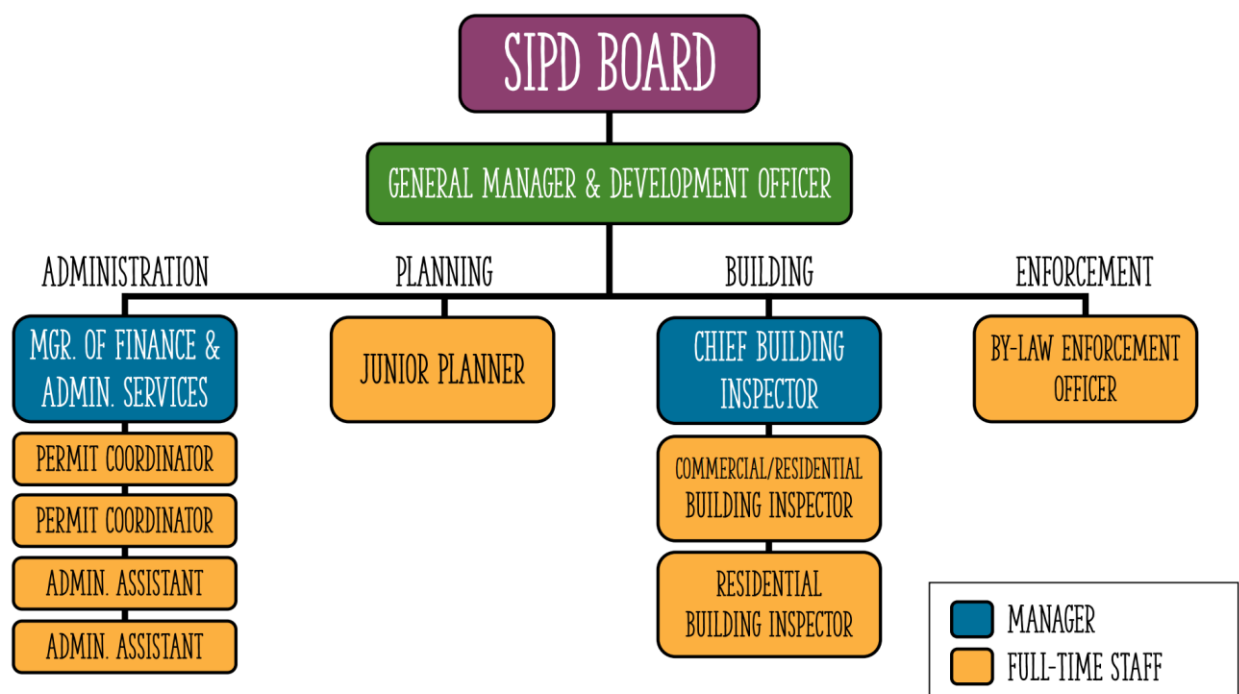 SIPD BOARD
GENERAL MANAGER & DEVELOPMENT OFFICER
ADMINISTRATION
MGR. OF FINANCE &
ADMIN. SERVICES
PERMIT COORDINATOR
PERMIT COORDINATOR
ADMIN. ASSISTANT
ADMIN. ASSISTANT
PLANNING
JUNIOR PLANNER
BUILDING
CHIEF BUILDING
INSPECTOR
COMMERCIAL/RESIDENTIAL
BUILDING INSPECTOR
RESIDENTIAL
BUILDING INSPECTOR
ENFORCEMENT
BY-LAW ENFORCEMENT
OFFICER
MANAGER
FULL-TIME STAFF